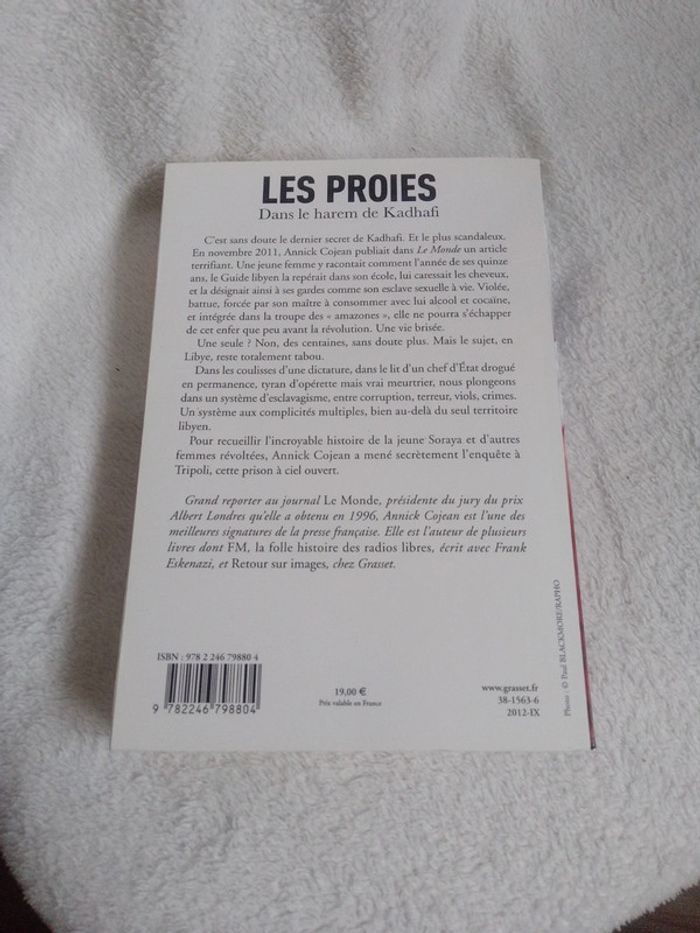 LES PROIES
Dans le harem de Kadhafi
C'est sans doute le dernier secret de Kadhafi. Et le plus scandaleux.
En novembre 2011, Annick Cojean publiait dans Le Monde un article
terrifiant. Une jeune femme y racontait comment l'année de ses quinze
ans, le Guide libyen la repérait dans son école, lui caressait les cheveux,
et la désignait ainsi à ses gardes comme son esclave sexuelle à vie. Violée,
battue, forcée par son maître à consommer avec lui alcool et cocaïne,
et intégrée dans la troupe des « amazones », elle ne pourra s'échapper
de cet enfer que peu avant la révolution. Une vie brisée.
Une seule ? Non, des centaines, sans doute plus. Mais le sujet, en
Libye, reste totalement tabou.
Dans les coulisses d'une dictature, dans le lit d'un chef d'État drogué
en permanence, tyran d'opérette mais vrai meurtrier, nous plongeons
dans un système d'esclavagisme, entre corruption, terreur, viols, crimes.
Un système aux complicités multiples, bien au-delà du seul territoire
libyen.
Pour recueillir l'incroyable histoire de la jeune Soraya et d'autres
femmes révoltées, Annick Cojean a mené secrètement l'enquête à
Tripoli, cette prison à ciel ouvert.
Grand reporter au journal Le Monde, présidente du jury du prix
Albert Londres qu'elle a obtenu en 1996, Annick Cojean est l'une des
meilleures signatures de la presse française. Elle est l'auteur de plusieurs
livres dont FM, la folle histoire des radios libres, écrit avec Frank
Eskenazi, et Retour sur images, chez Grasset.
ISBN : 978 2 246 79880 4
9 782246 798804
19,00 €
Prix valable en France
www.grasset.fr
38-1563-6
2012-IX
Photo : © Paul BLACKMORE/RAPHO